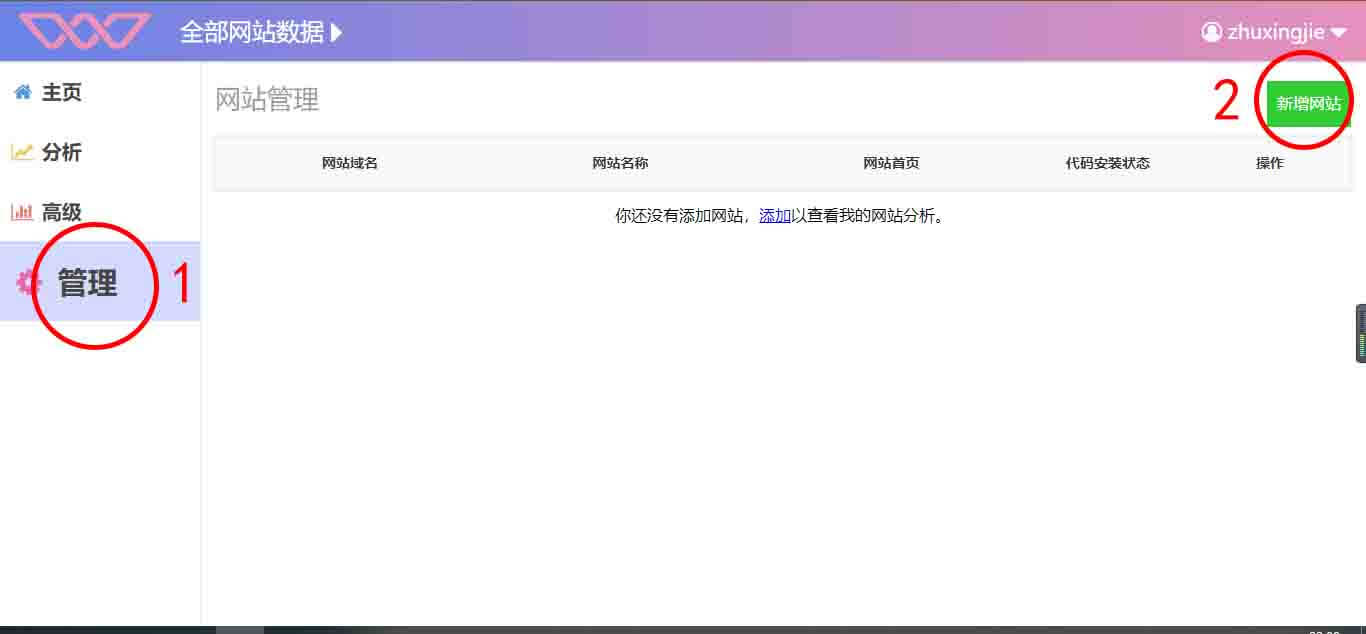 全部网站数据
zhuxingjie
主页
分析
高级
管理
1
网站管理
2
新增网站
网站域名 网站名称 网站首页 代码安装状态 操作
你还没有添加网站，添加以查看我的网站分析。